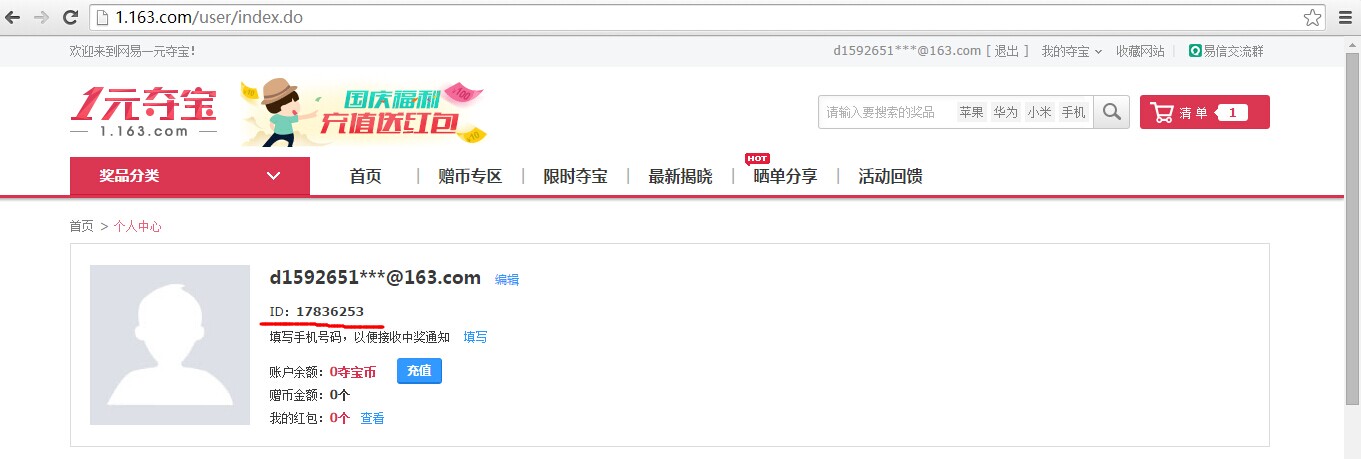 1.163.com/user/index.do
欢迎来到网易一元夺宝!
d1592651***@163.com [ 退出 ] 我的夺宝 收藏网站 易信交流群
1元夺宝
1.163.com
国庆福利
充值送红包
100
10
请输入要搜索的奖品 苹果 华为 小米 手机
清单 1
奖品分类 首页 赠币专区 限时夺宝 最新揭晓 HOT 晒单分享 活动回馈
首页 > 个人中心
d1592651***@163.com 编辑
ID: 17836253
填写手机号码，以便接收中奖通知 填写
账户余额: 0夺宝币 充值
赠币金额: 0个
我的红包: 0个 查看